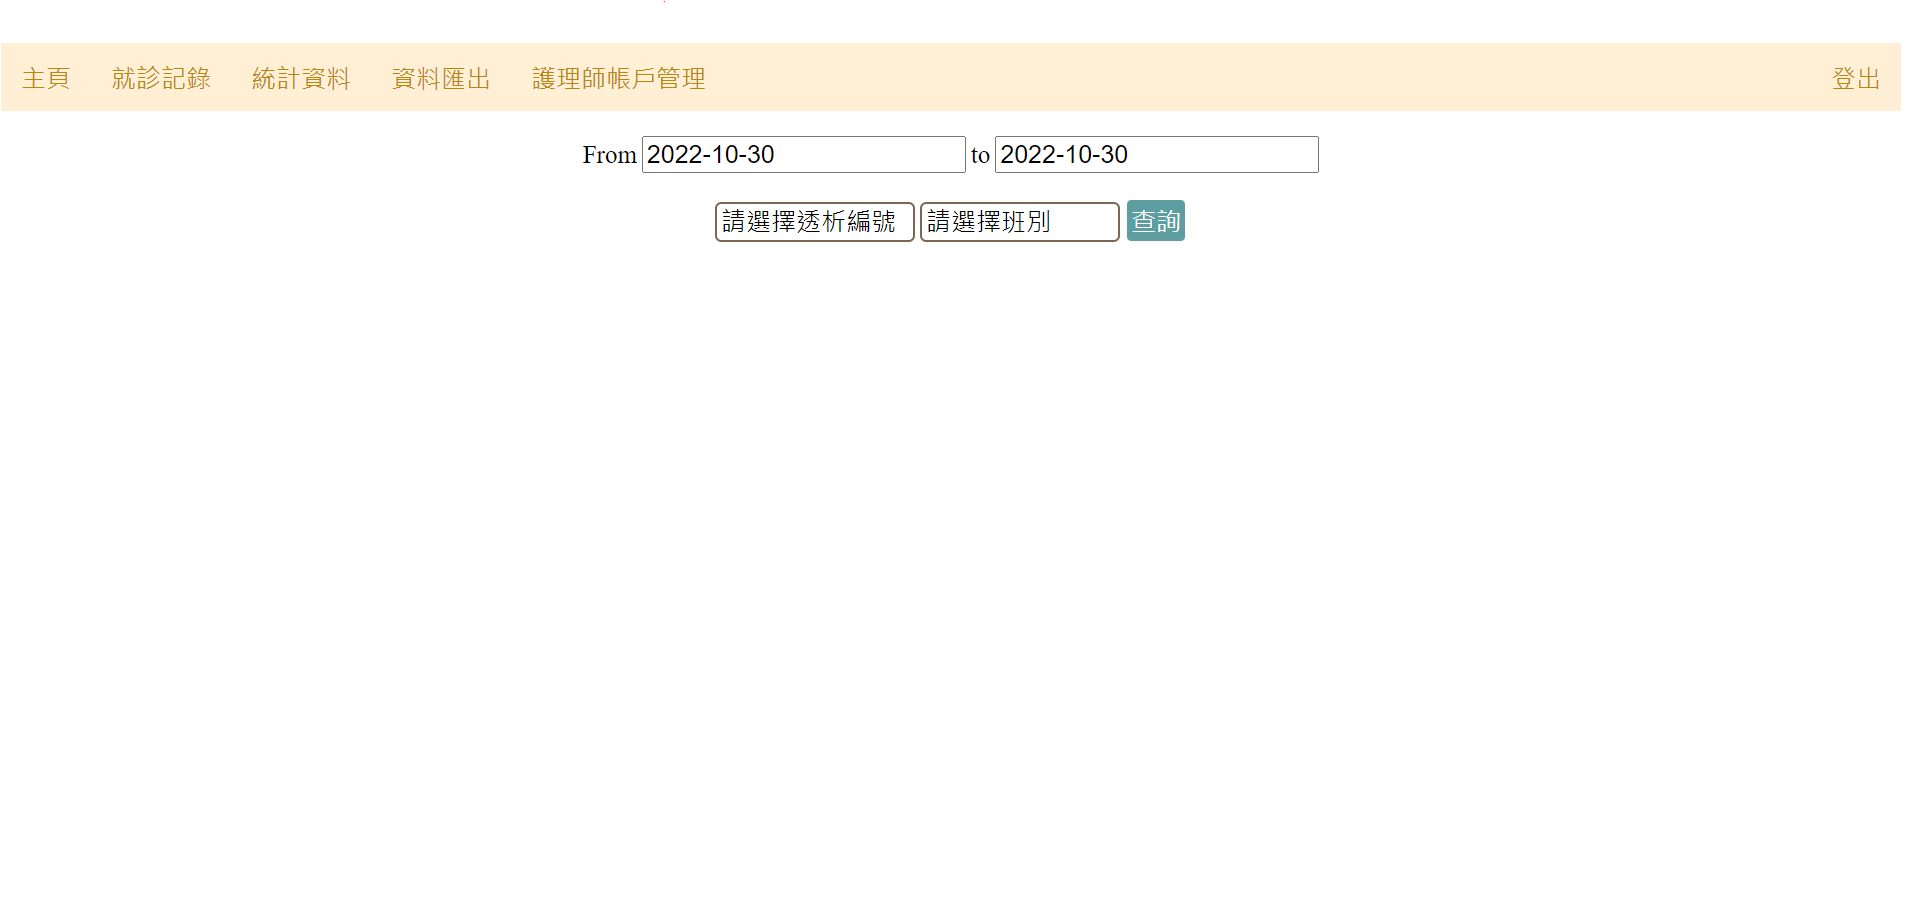 主頁 就診記錄 統計資料 資料匯出 護理師帳戶管理 登出
From 2022-10-30 to 2022-10-30
請選擇透析編號 請選擇班別 查詢